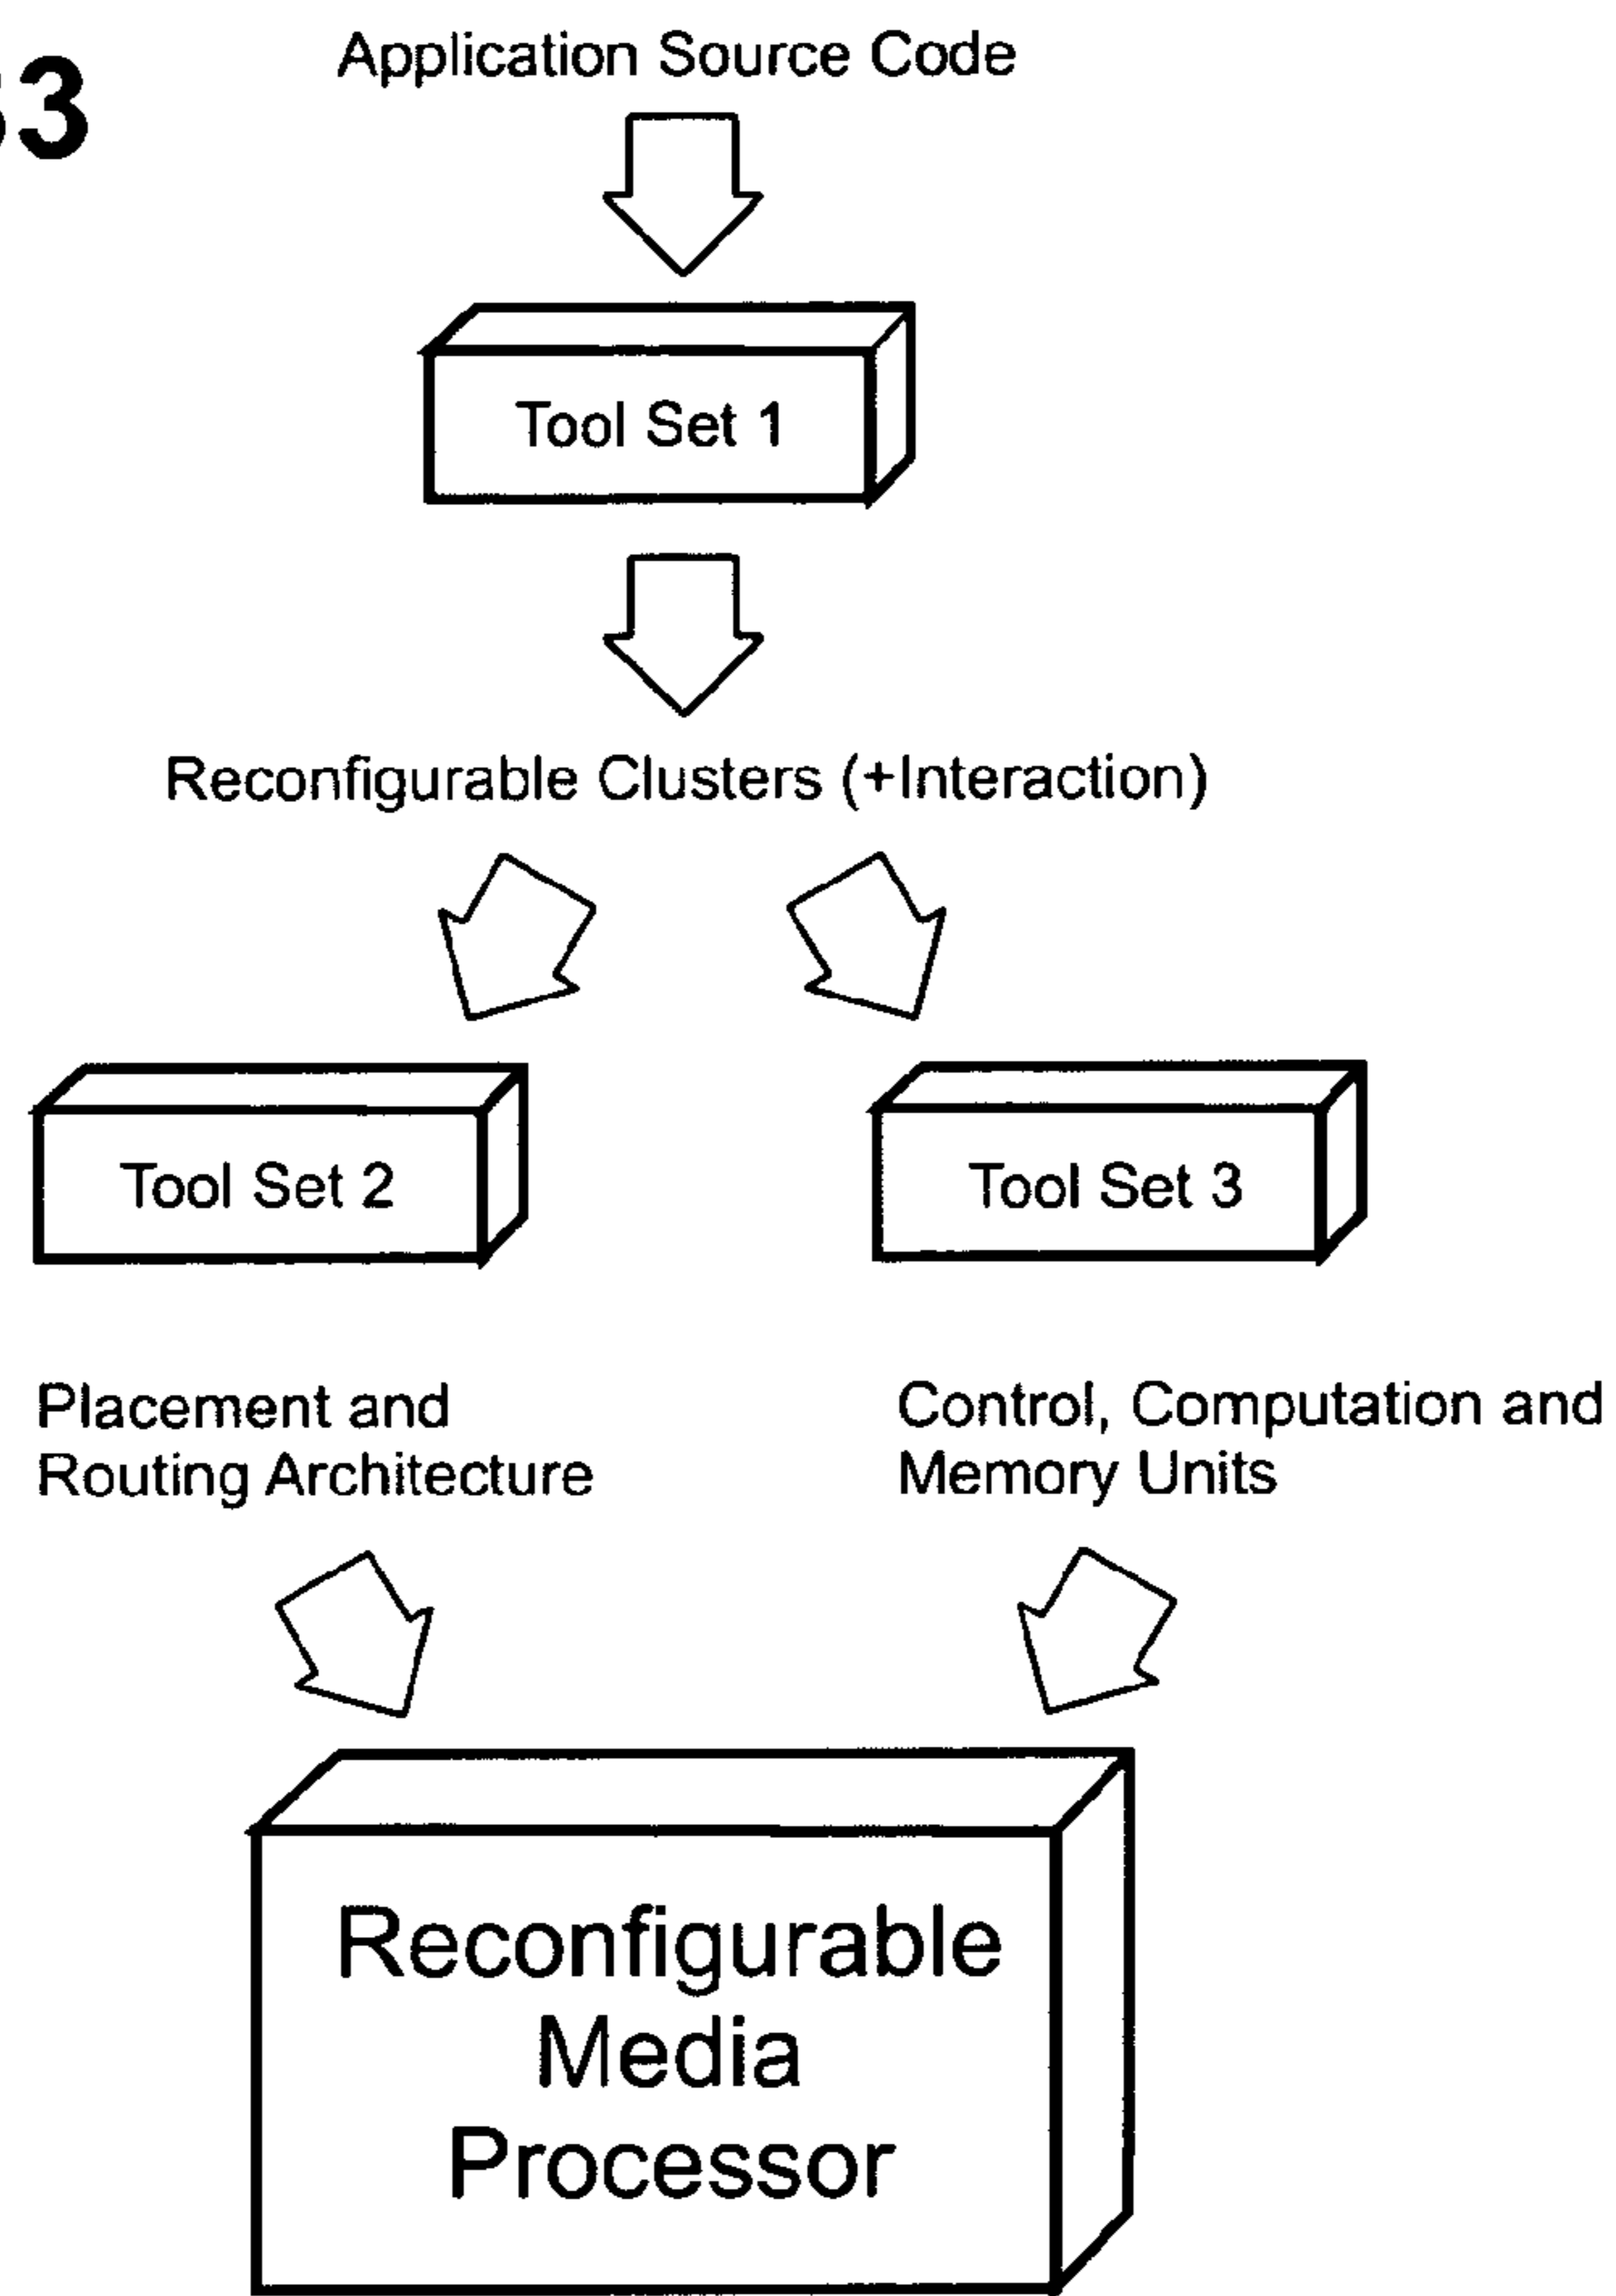 Application Source Code
Tool Set 1
Reconfigurable Clusters (+Interaction)
Tool Set 2
Tool Set 3
Placement and
Routing Architecture
Control, Computation and
Memory Units
Reconfigurable
Media
Processor